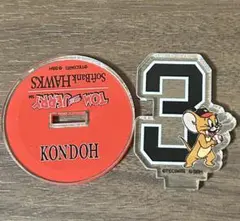 KONDOH
SoftBank HAWKS
TOM AND JERRY
3